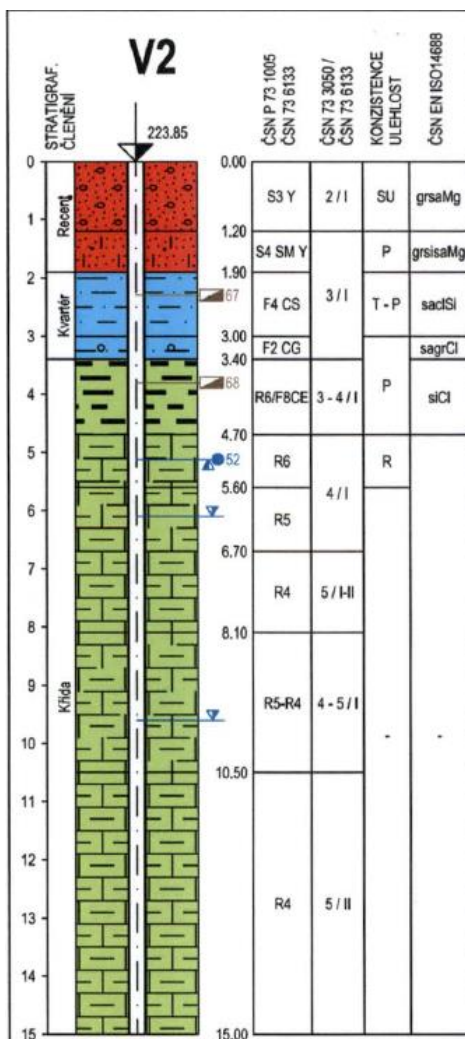 V2
STRATIGRAF.
ČLENĚNÍ
223.85
ČSN P 73 1005
ČSN 73 6133
ČSN 73 3050 /
ČSN 73 6133
KONZISTENCE
ULEHLOST
ČSN EN ISO14688
0 0.00
Recent S3 Y 2 / I SU grsaMg
1
1.20
S4 SM Y P grsisaMg
2 1.90
Kvartér 67 F4 CS 3 / I T - P saclSi
3 3.00
F2 CG sagrCl
3.40
4 68 R6/F8CE 3 - 4 / I P siCl
4.70
5 52 R6 R
5.60
4 / I
6 R5
6.70
7 R4 5 / I-II
8 8.10
9 Křída R5-R4 4 - 5 / I
10 - -
10.50
11
12
13 R4 5 / II
14
15 15.00